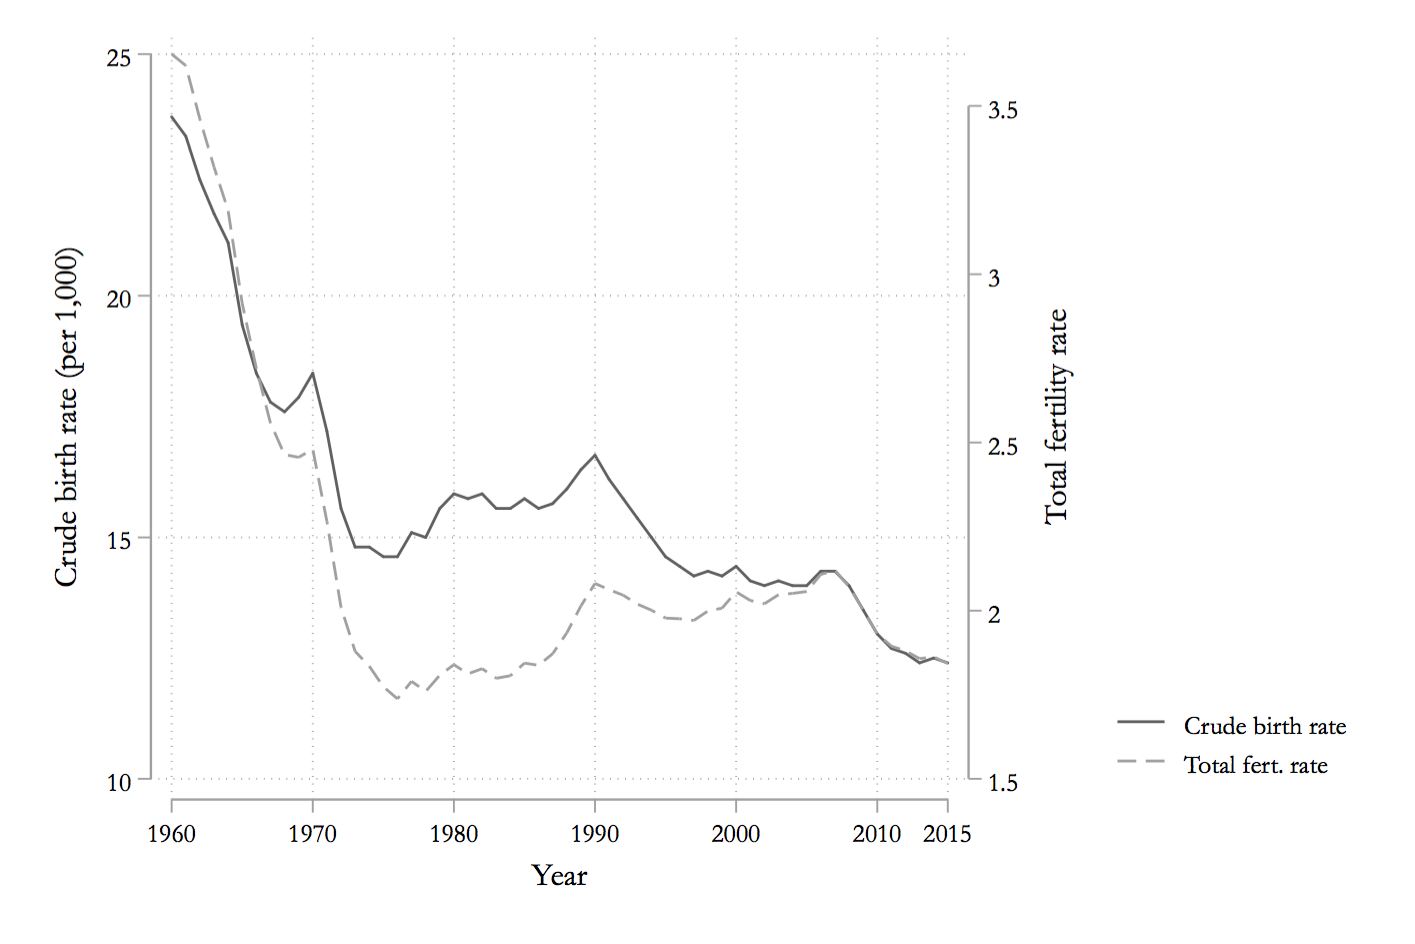 25
20
15
10
Crude birth rate (per 1,000)
3.5
3
2.5
2
1.5
Total fertility rate
1960 1970 1980 1990 2000 2010 2015
Year
Crude birth rate
Total fert. rate